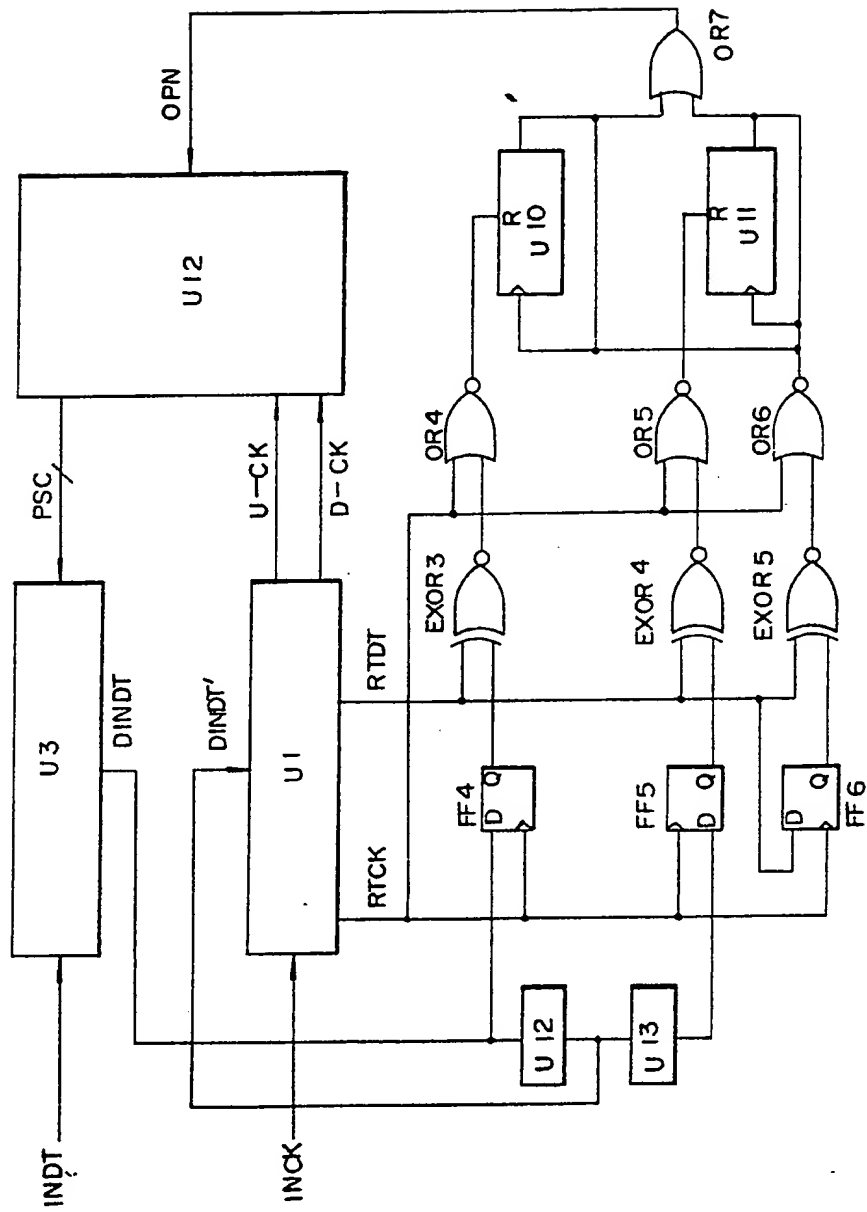 OPN
U12
PSC
U-CK
D-CK
U3
DINDT
DINDT'
U1
RTDT
RTCK
INDT
INCK
OR7
U10
R
U11
R
OR4
OR5
OR6
EXOR3
EXOR4
EXOR5
FF4
D
Q
FF5
D
Q
FF6
D
Q
U12
U13